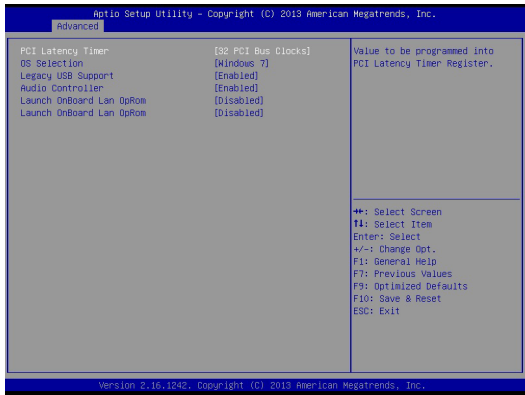 Aptio Setup Utility – Copyright (C) 2013 American Megatrends, Inc.
Advanced
PCI Latency Timer [32 PCI Bus Clocks]
OS Selection [Windows 7]
Legacy USB Support [Enabled]
Audio Controller [Enabled]
Launch OnBoard Lan OpRom [Disabled]
Launch OnBoard Lan OpRom [Disabled]
Value to be programmed into
PCI Latency Timer Register.
→←: Select Screen
↑↓: Select Item
Enter: Select
+/-: Change Opt.
F1: General Help
F7: Previous Values
F9: Optimized Defaults
F10: Save & Reset
ESC: Exit
Version 2.16.1242. Copyright (C) 2013 American Megatrends, Inc.